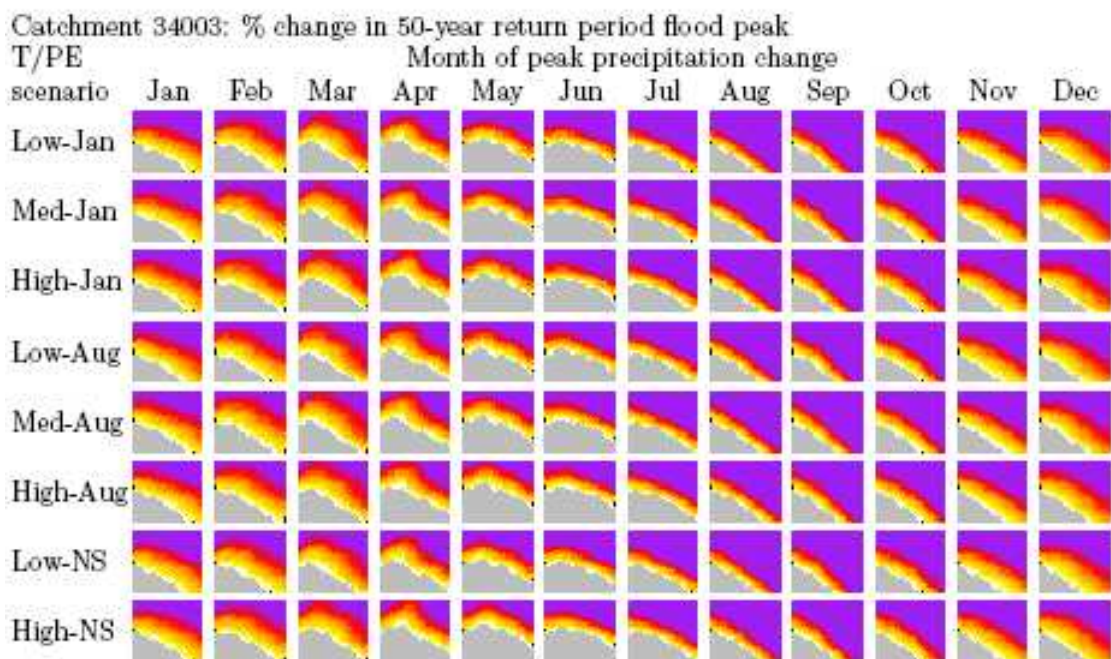 Catchment 34003: % change in 50-year return period flood peak
T/PE Month of peak precipitation change
scenario Jan Feb Mar Apr May Jun Jul Aug Sep Oct Nov Dec
Low-Jan
Med-Jan
High-Jan
Low-Aug
Med-Aug
High-Aug
Low-NS
High-NS